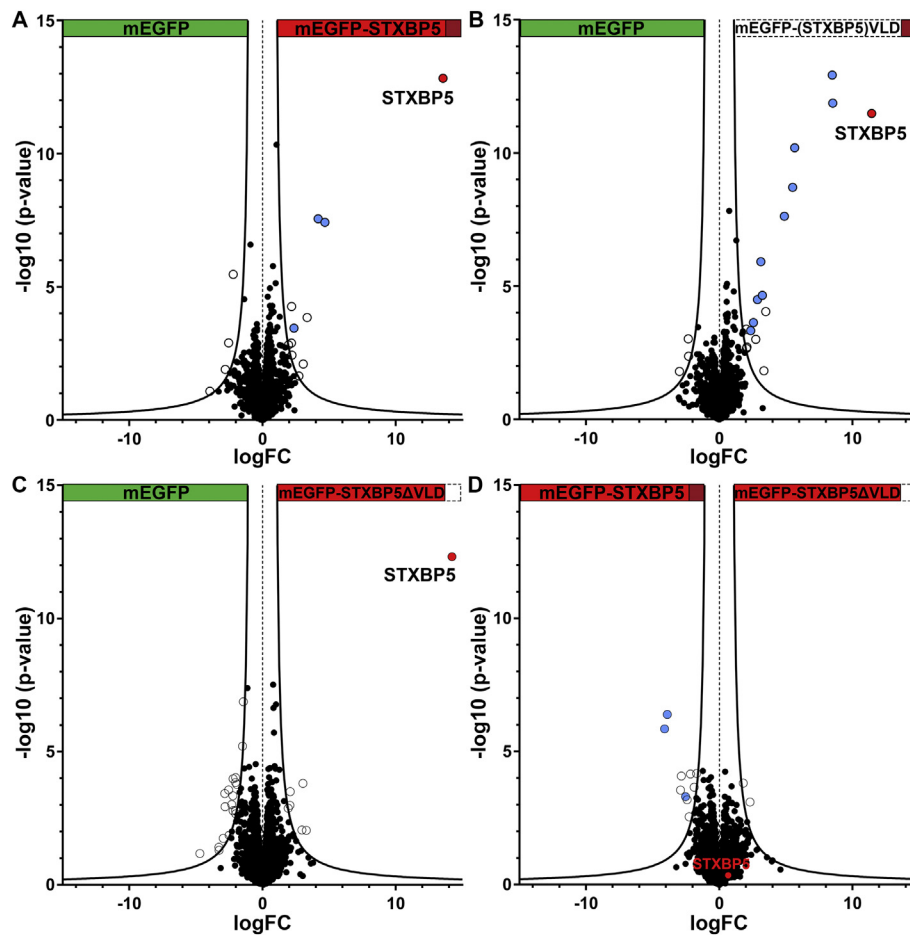 A
mEGFP
mEGFP-STXBP5
15
10
5
0
-log10 (p-value)
STXBP5
-10
0
10
logFC
B
mEGFP
mEGFP-(STXBP5)VLD
15
10
5
0
-log10 (p-value)
STXBP5
-10
0
10
logFC
C
mEGFP
mEGFP-STXBP5ΔVLD
15
10
5
0
-log10 (p-value)
STXBP5
-10
0
10
logFC
D
mEGFP-STXBP5
mEGFP-STXBP5ΔVLD
15
10
5
0
-log10 (p-value)
STXBP5
-10
0
10
logFC